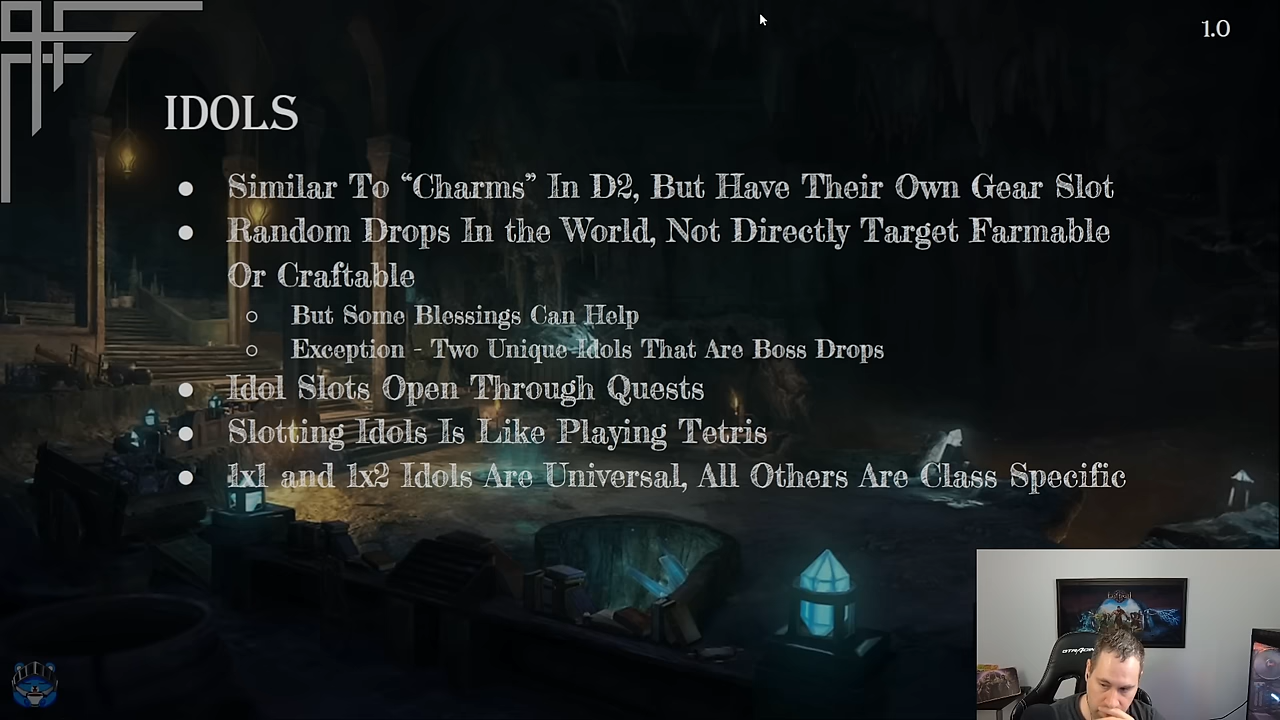 1.0
IDOLS
● Similar To “Charms” In D2, But Have Their Own Gear Slot
● Random Drops In the World, Not Directly Target Farmable
Or Craftable
○ But Some Blessings Can Help
○ Exception - Two Unique Idols That Are Boss Drops
● Idol Slots Open Through Quests
● Slotting Idols Is Like Playing Tetris
● 1x1 and 1x2 Idols Are Universal, All Others Are Class Specific